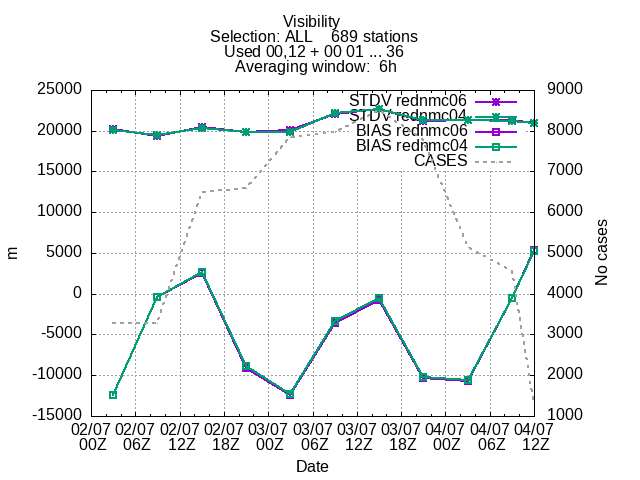 Visibility
Selection: ALL    689 stations
Used 00,12 + 00 01 ... 36
Averaging window:  6h
25000
20000
15000
10000
5000
0
-5000
-10000
-15000
m
9000
8000
7000
6000
5000
4000
3000
2000
1000
No cases
STDV rednmc06
STDV rednmc04
BIAS rednmc06
BIAS rednmc04
CASES
02/07 02/07 02/07 02/07 03/07 03/07 03/07 03/07 04/07 04/07 04/07
00Z 06Z 12Z 18Z 00Z 06Z 12Z 18Z 00Z 06Z 12Z
Date